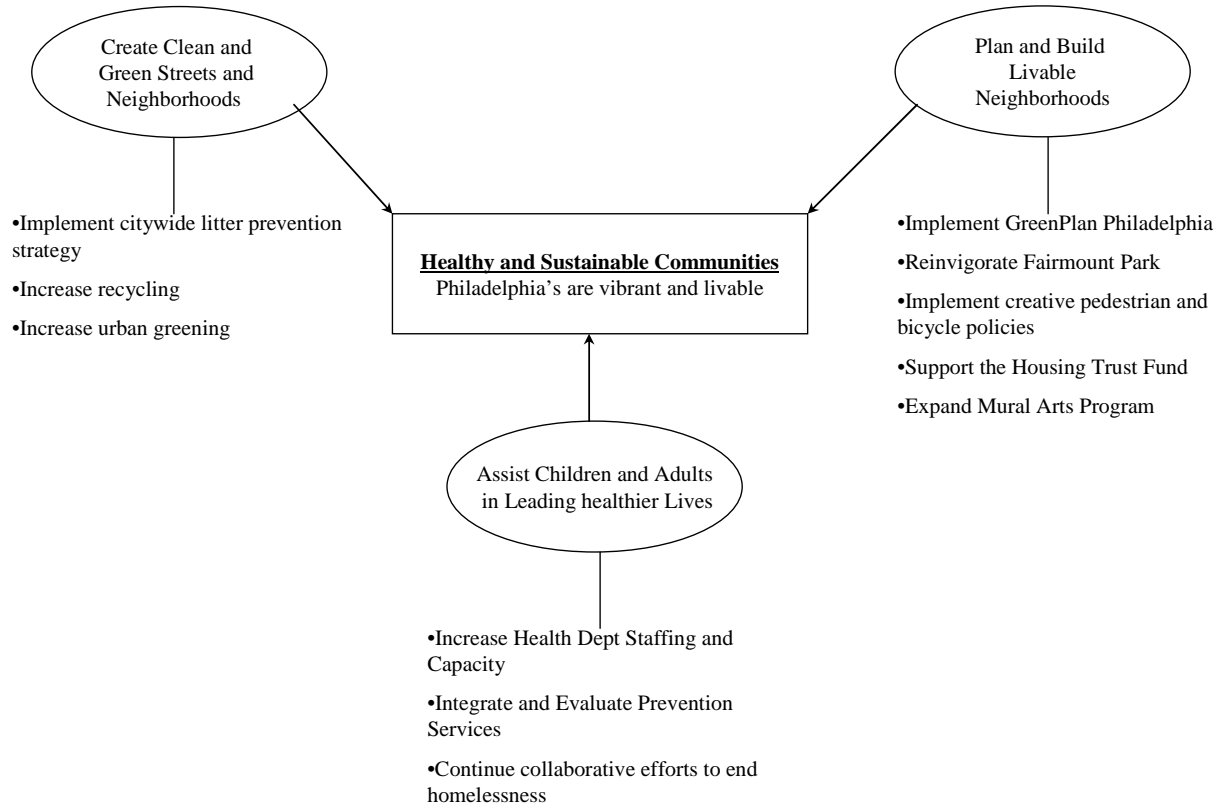 Create Clean and
Green Streets and
Neighborhoods
•Implement citywide litter prevention
strategy
•Increase recycling
•Increase urban greening
Plan and Build
Livable
Neighborhoods
•Implement GreenPlan Philadelphia
•Reinvigorate Fairmount Park
•Implement creative pedestrian and
bicycle policies
•Support the Housing Trust Fund
•Expand Mural Arts Program
Healthy and Sustainable Communities
Philadelphia’s are vibrant and livable
Assist Children and Adults
in Leading healthier Lives
•Increase Health Dept Staffing and
Capacity
•Integrate and Evaluate Prevention
Services
•Continue collaborative efforts to end
homelessness